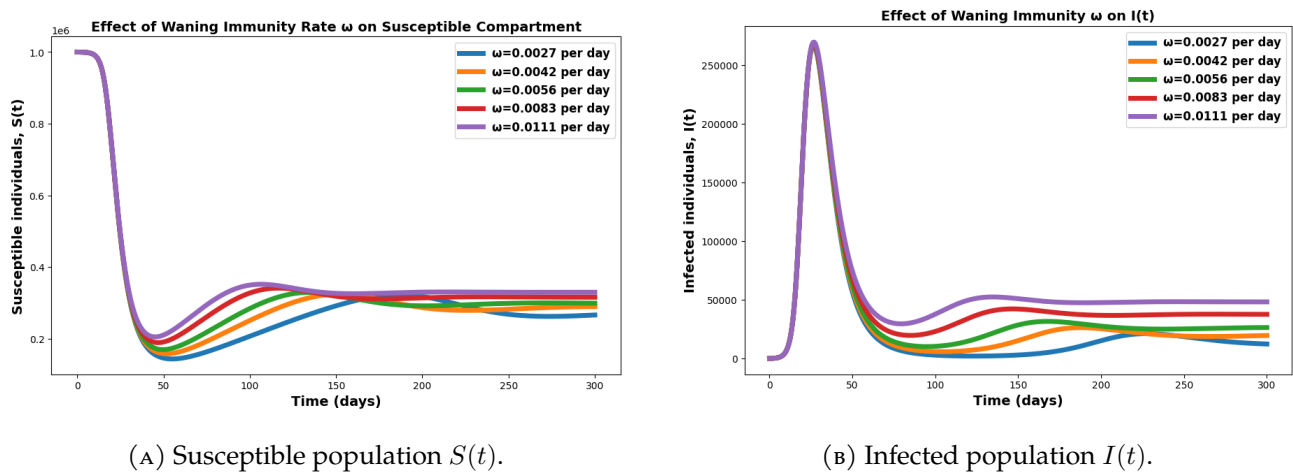 Effect of Waning Immunity Rate ω on Susceptible Compartment
1e6
1.0
0.8
0.6
0.4
0.2
Susceptible individuals, S(t)
ω=0.0027 per day
ω=0.0042 per day
ω=0.0056 per day
ω=0.0083 per day
ω=0.0111 per day
0 50 100 150 200 250 300
Time (days)
(A) Susceptible population S(t).
Effect of Waning Immunity ω on I(t)
250000
200000
150000
100000
50000
0
Infected individuals, I(t)
ω=0.0027 per day
ω=0.0042 per day
ω=0.0056 per day
ω=0.0083 per day
ω=0.0111 per day
0 50 100 150 200 250 300
Time (days)
(B) Infected population I(t).